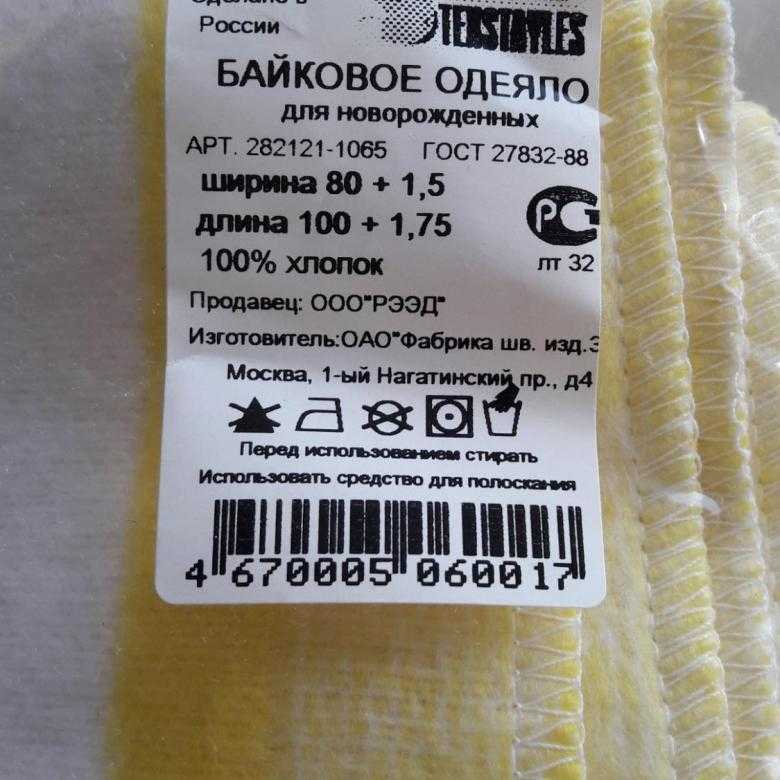 Сделано в
России
TEKSTAYLES
БАЙКОВОЕ ОДЕЯЛО
для новорожденных
АРТ. 282121-1065 ГОСТ 27832-88
ширина 80 + 1,5
длина 100 + 1,75
100% хлопок
лт 32
Продавец: ООО"РЭЭД"
Изготовитель:ОАО"Фабрика шв. изд.
Москва, 1-ый Нагатинский пр., д4
Перед использованием стирать
Использовать средство для полоскания
4 670005 060017